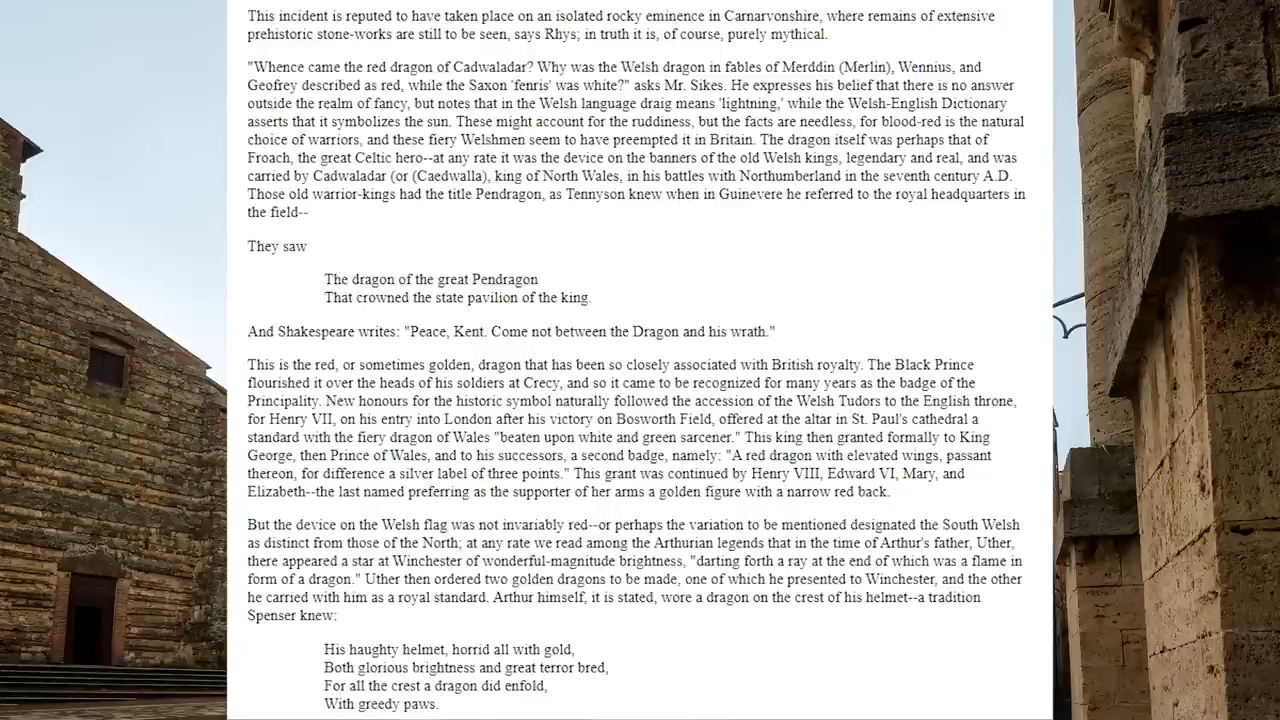 This incident is reputed to have taken place on an isolated rocky eminence in Carnarvonshire, where remains of extensive
prehistoric stone-works are still to be seen, says Rhys; in truth it is, of course, purely mythical.
"Whence came the red dragon of Cadwaladar? Why was the Welsh dragon in fables of Merddin (Merlin), Wennius, and
Geofrey described as red, while the Saxon 'fenris' was white?" asks Mr. Sikes. He expresses his belief that there is no answer
outside the realm of fancy, but notes that in the Welsh language draig means 'lightning,' while the Welsh-English Dictionary
asserts that it symbolizes the sun. These might account for the ruddiness, but the facts are needless, for blood-red is the natural
choice of warriors, and these fiery Welshmen seem to have preempted it in Britain. The dragon itself was perhaps that of
Froach, the great Celtic hero--at any rate it was the device on the banners of the old Welsh kings, legendary and real, and was
carried by Cadwaladar (or (Caedwalla), king of North Wales, in his battles with Northumberland in the seventh century A.D.
Those old warrior-kings had the title Pendragon, as Tennyson knew when in Guinevere he referred to the royal headquarters in
the field--
They saw
The dragon of the great Pendragon
That crowned the state pavilion of the king.
And Shakespeare writes: "Peace, Kent. Come not between the Dragon and his wrath."
This is the red, or sometimes golden, dragon that has been so closely associated with British royalty. The Black Prince
flourished it over the heads of his soldiers at Crecy, and so it came to be recognized for many years as the badge of the
Principality. New honours for the historic symbol naturally followed the accession of the Welsh Tudors to the English throne,
for Henry VII, on his entry into London after his victory on Bosworth Field, offered at the altar in St. Paul's cathedral a
standard with the fiery dragon of Wales "beaten upon white and green sarcener." This king then granted formally to King
George, then Prince of Wales, and to his successors, a second badge, namely: "A red dragon with elevated wings, passant
thereon, for difference a silver label of three points." This grant was continued by Henry VIII, Edward VI, Mary, and
Elizabeth--the last named preferring as the supporter of her arms a golden figure with a narrow red back.
But the device on the Welsh flag was not invariably red--or perhaps the variation to be mentioned designated the South Welsh
as distinct from those of the North; at any rate we read among the Arthurian legends that in the time of Arthur's father, Uther,
there appeared a star at Winchester of wonderful-magnitude brightness, "darting forth a ray at the end of which was a flame in
form of a dragon." Uther then ordered two golden dragons to be made, one of which he presented to Winchester, and the other
he carried with him as a royal standard. Arthur himself, it is stated, wore a dragon on the crest of his helmet--a tradition
Spenser knew:
His haughty helmet, horrid all with gold,
Both glorious brightness and great terror bred,
For all the crest a dragon did enfold,
With greedy paws.